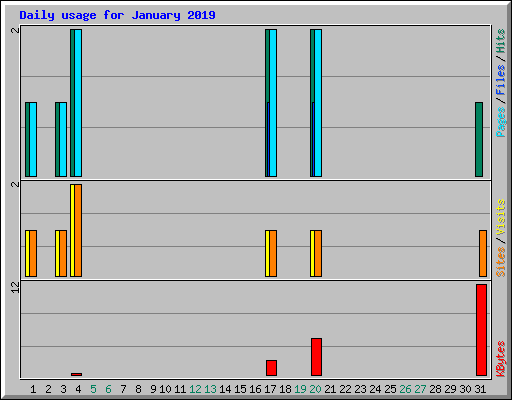 Daily usage for January 2019
2
Pages / Files / Hits
2
Sites / Visits
12
KBytes
1 2 3 4 5 6 7 8 9 10 11 12 13 14 15 16 17 18 19 20 21 22 23 24 25 26 27 28 29 30 31